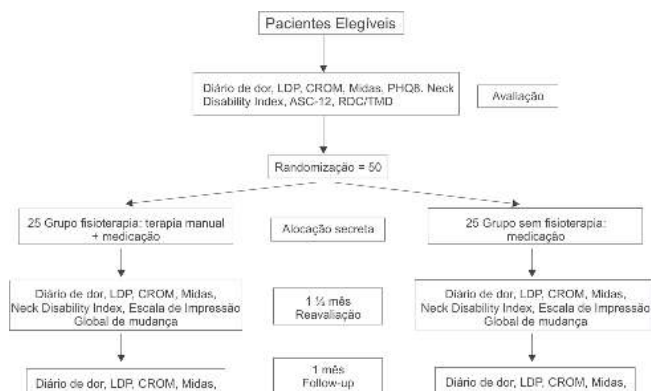 Pacientes Elegíveis
Diário de dor, LDP, CROM, Midas. PHQ8. Neck
Disability Index, ASC-12, RDC/TMD
Avaliação
Randomização = 50
25 Grupo fisioterapia: terapia manual
+ medicação
Alocação secreta
25 Grupo sem fisioterapia:
medicação
Diário de dor, LDP, CROM, Midas,
Neck Disability Index, Escala de Impressão
Global de mudança
1 ½ mês
Reavaliação
Diário de dor, LDP, CROM, Midas,
Neck Disability Index, Escala de Impressão
Global de mudança
Diário de dor, LDP, CROM, Midas,
1 mês
Follow-up
Diário de dor, LDP, CROM, Midas,